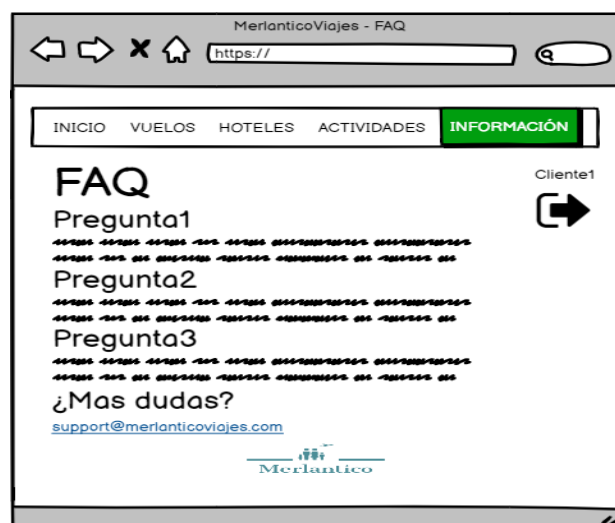 MerlanticoViajes - FAQ
https://
INICIO VUELOS HOTELES ACTIVIDADES INFORMACIÓN
Cliente1
FAQ
Pregunta1
Pregunta2
Pregunta3
¿Mas dudas?
support@merlanticoviajes.com
Merlantico